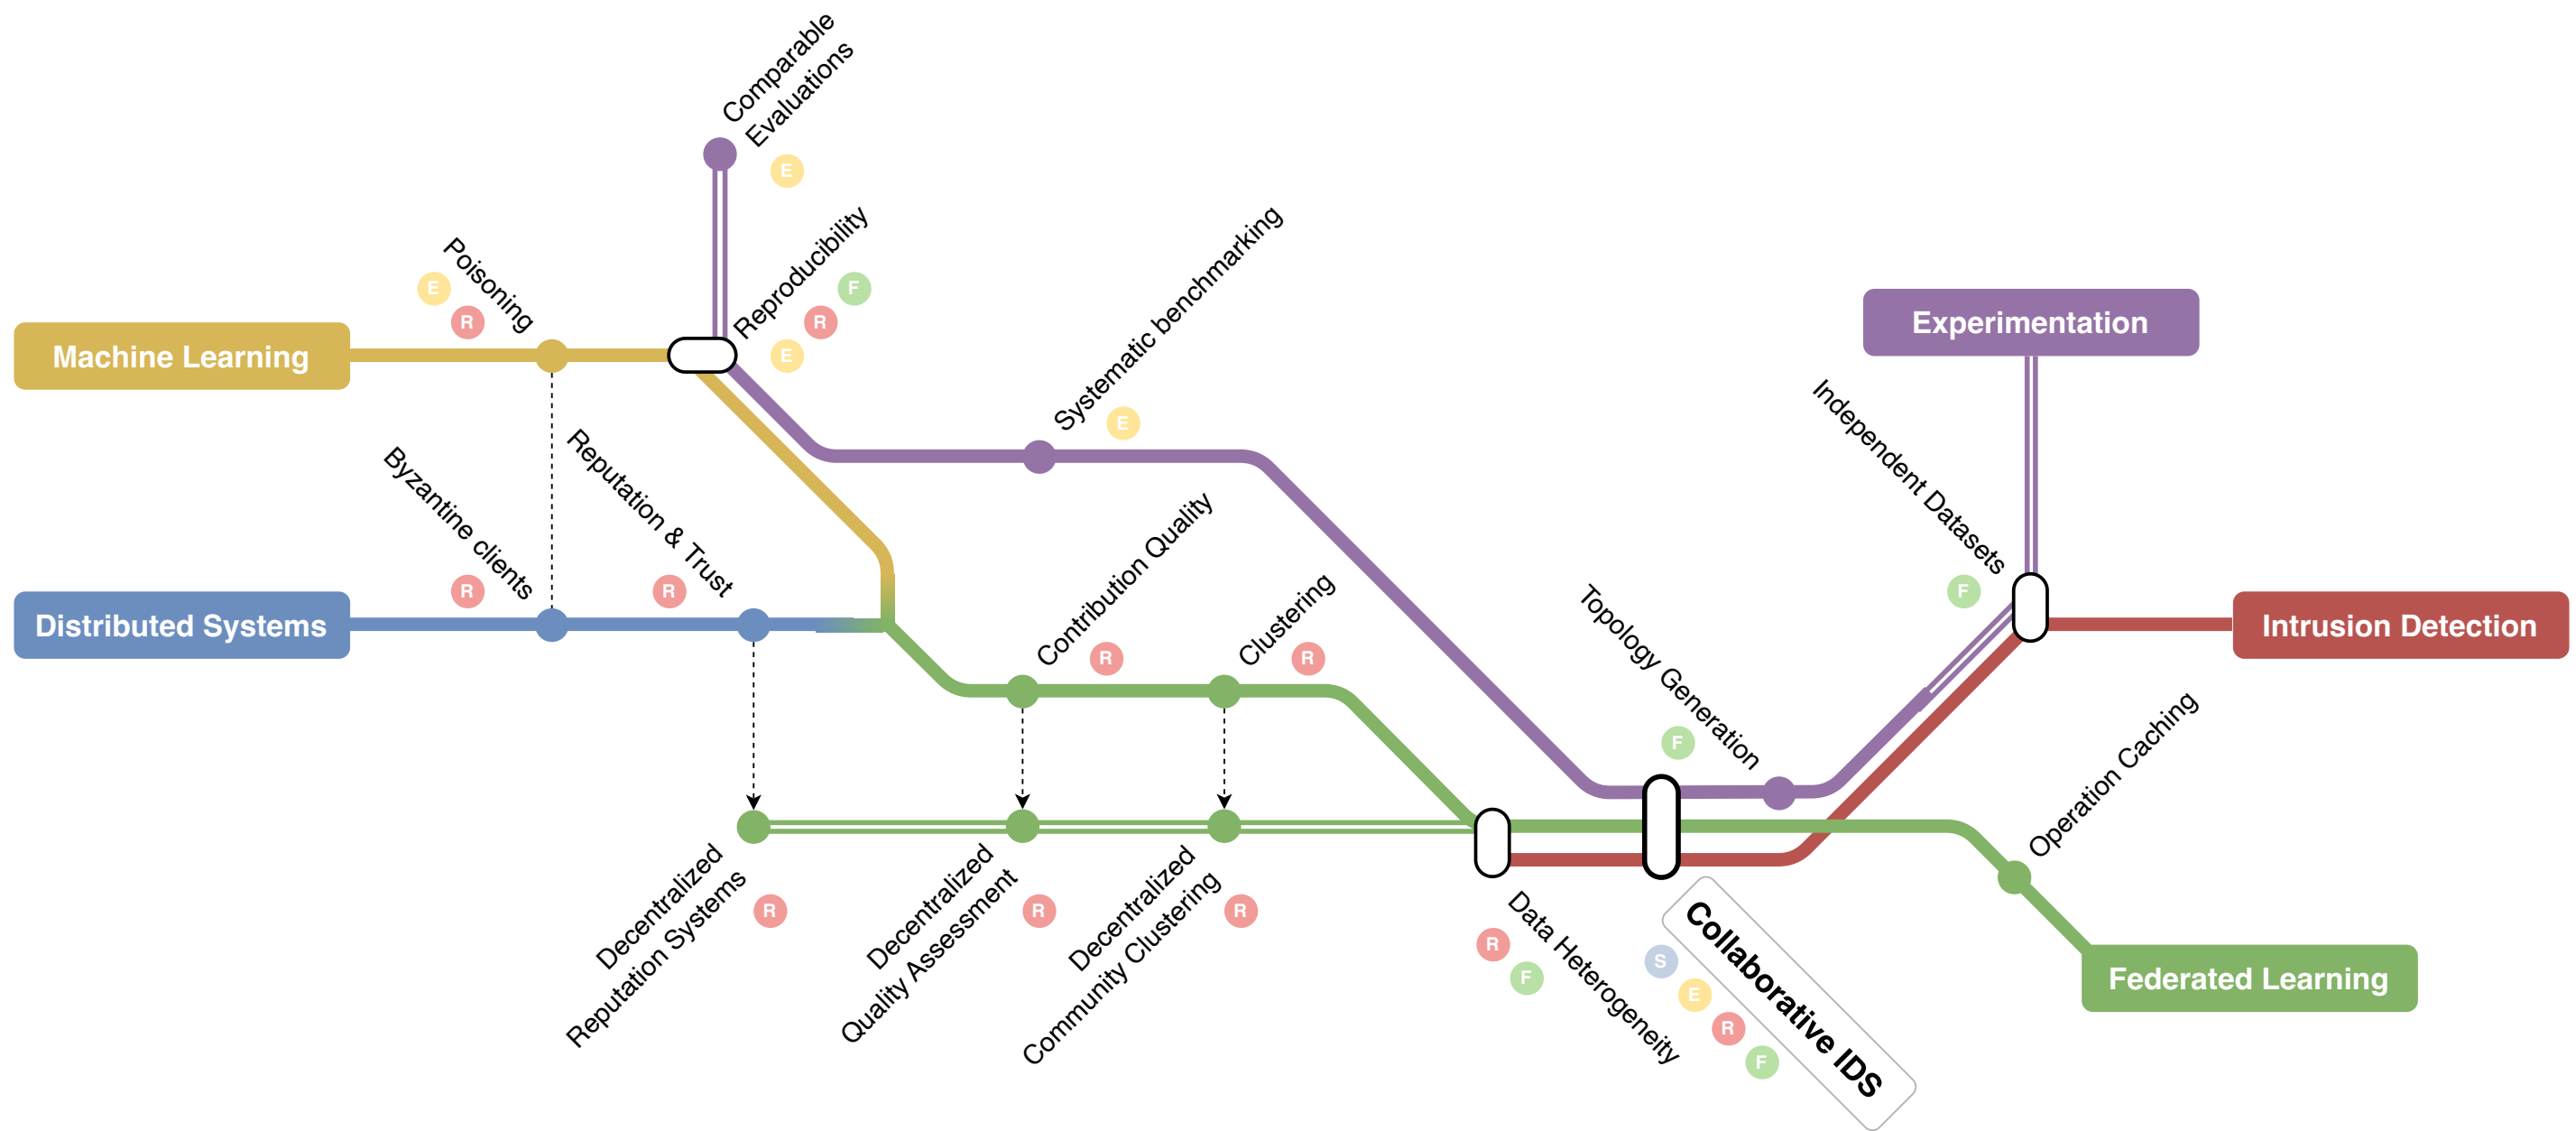 Comparable
Evaluations
E
Poisoning
E
R
Reproducibility
F
R
E
Machine Learning
Systematic benchmarking
E
Experimentation
Independent Datasets
F
Byzantine clients
R
Reputation & Trust
R
Distributed Systems
Contribution Quality
R
Clustering
R
Topology Generation
F
Intrusion Detection
Operation Caching
Decentralized
Reputation Systems
R
Decentralized
Quality Assessment
R
Decentralized
Community Clustering
R
Data Heterogeneity
R
F
Collaborative IDS
S
E
R
F
Federated Learning